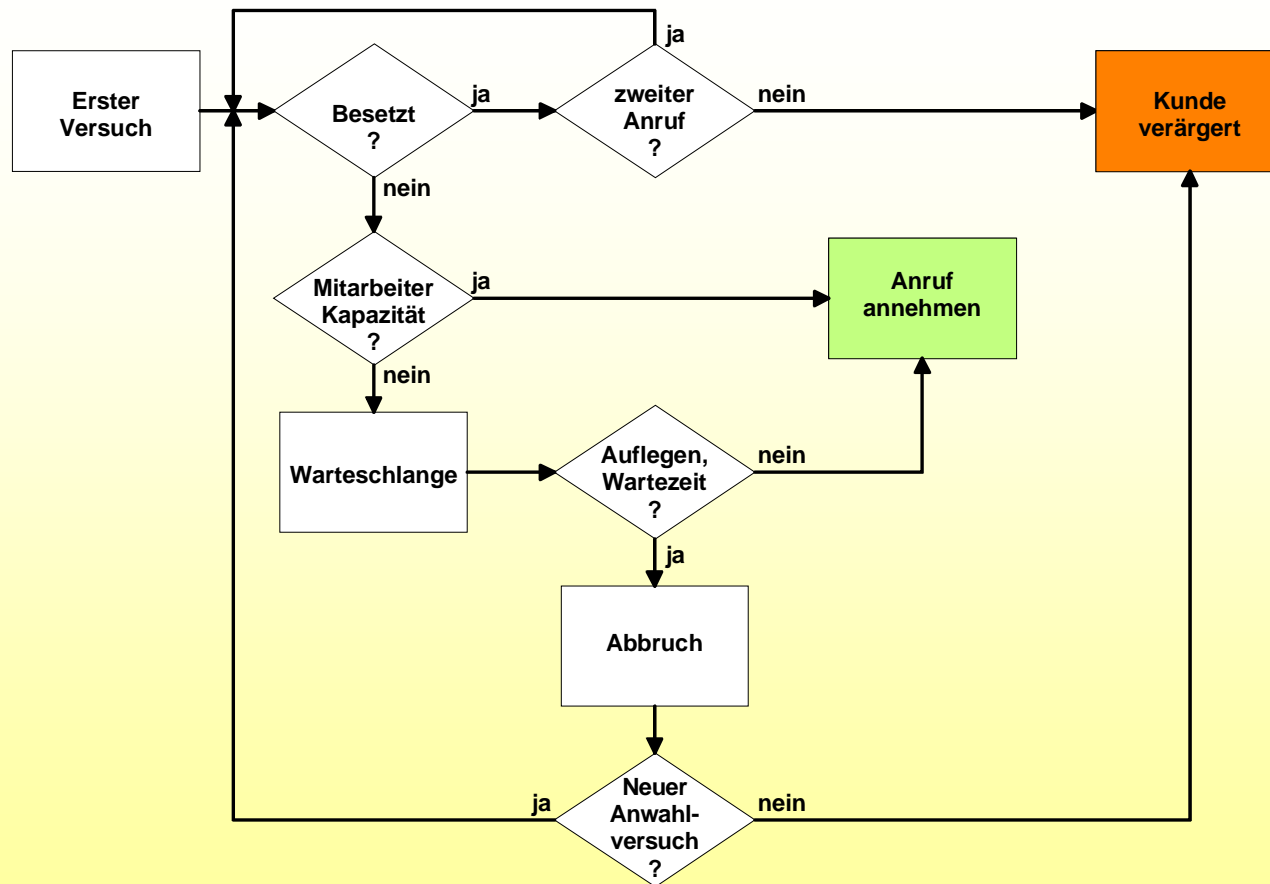 ja
Erster
Versuch
Besetzt
?
ja
zweiter
Anruf
?
nein
Kunde
verärgert
nein
Mitarbeiter
Kapazität
?
ja
Anruf
annehmen
nein
Warteschlange
Auflegen,
Wartezeit
?
nein
ja
Abbruch
ja
Neuer
Anwahl-
versuch
?
nein